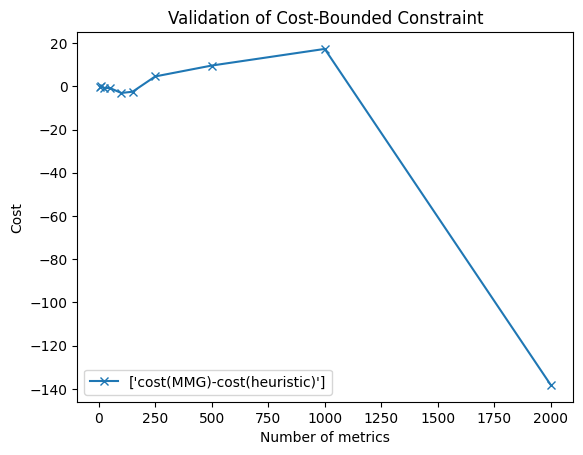 Validation of Cost-Bounded Constraint
20
0
−20
−40
−60
−80
−100
−120
−140
Cost
['cost(MMG)-cost(heuristic)']
0 250 500 750 1000 1250 1500 1750 2000
Number of metrics